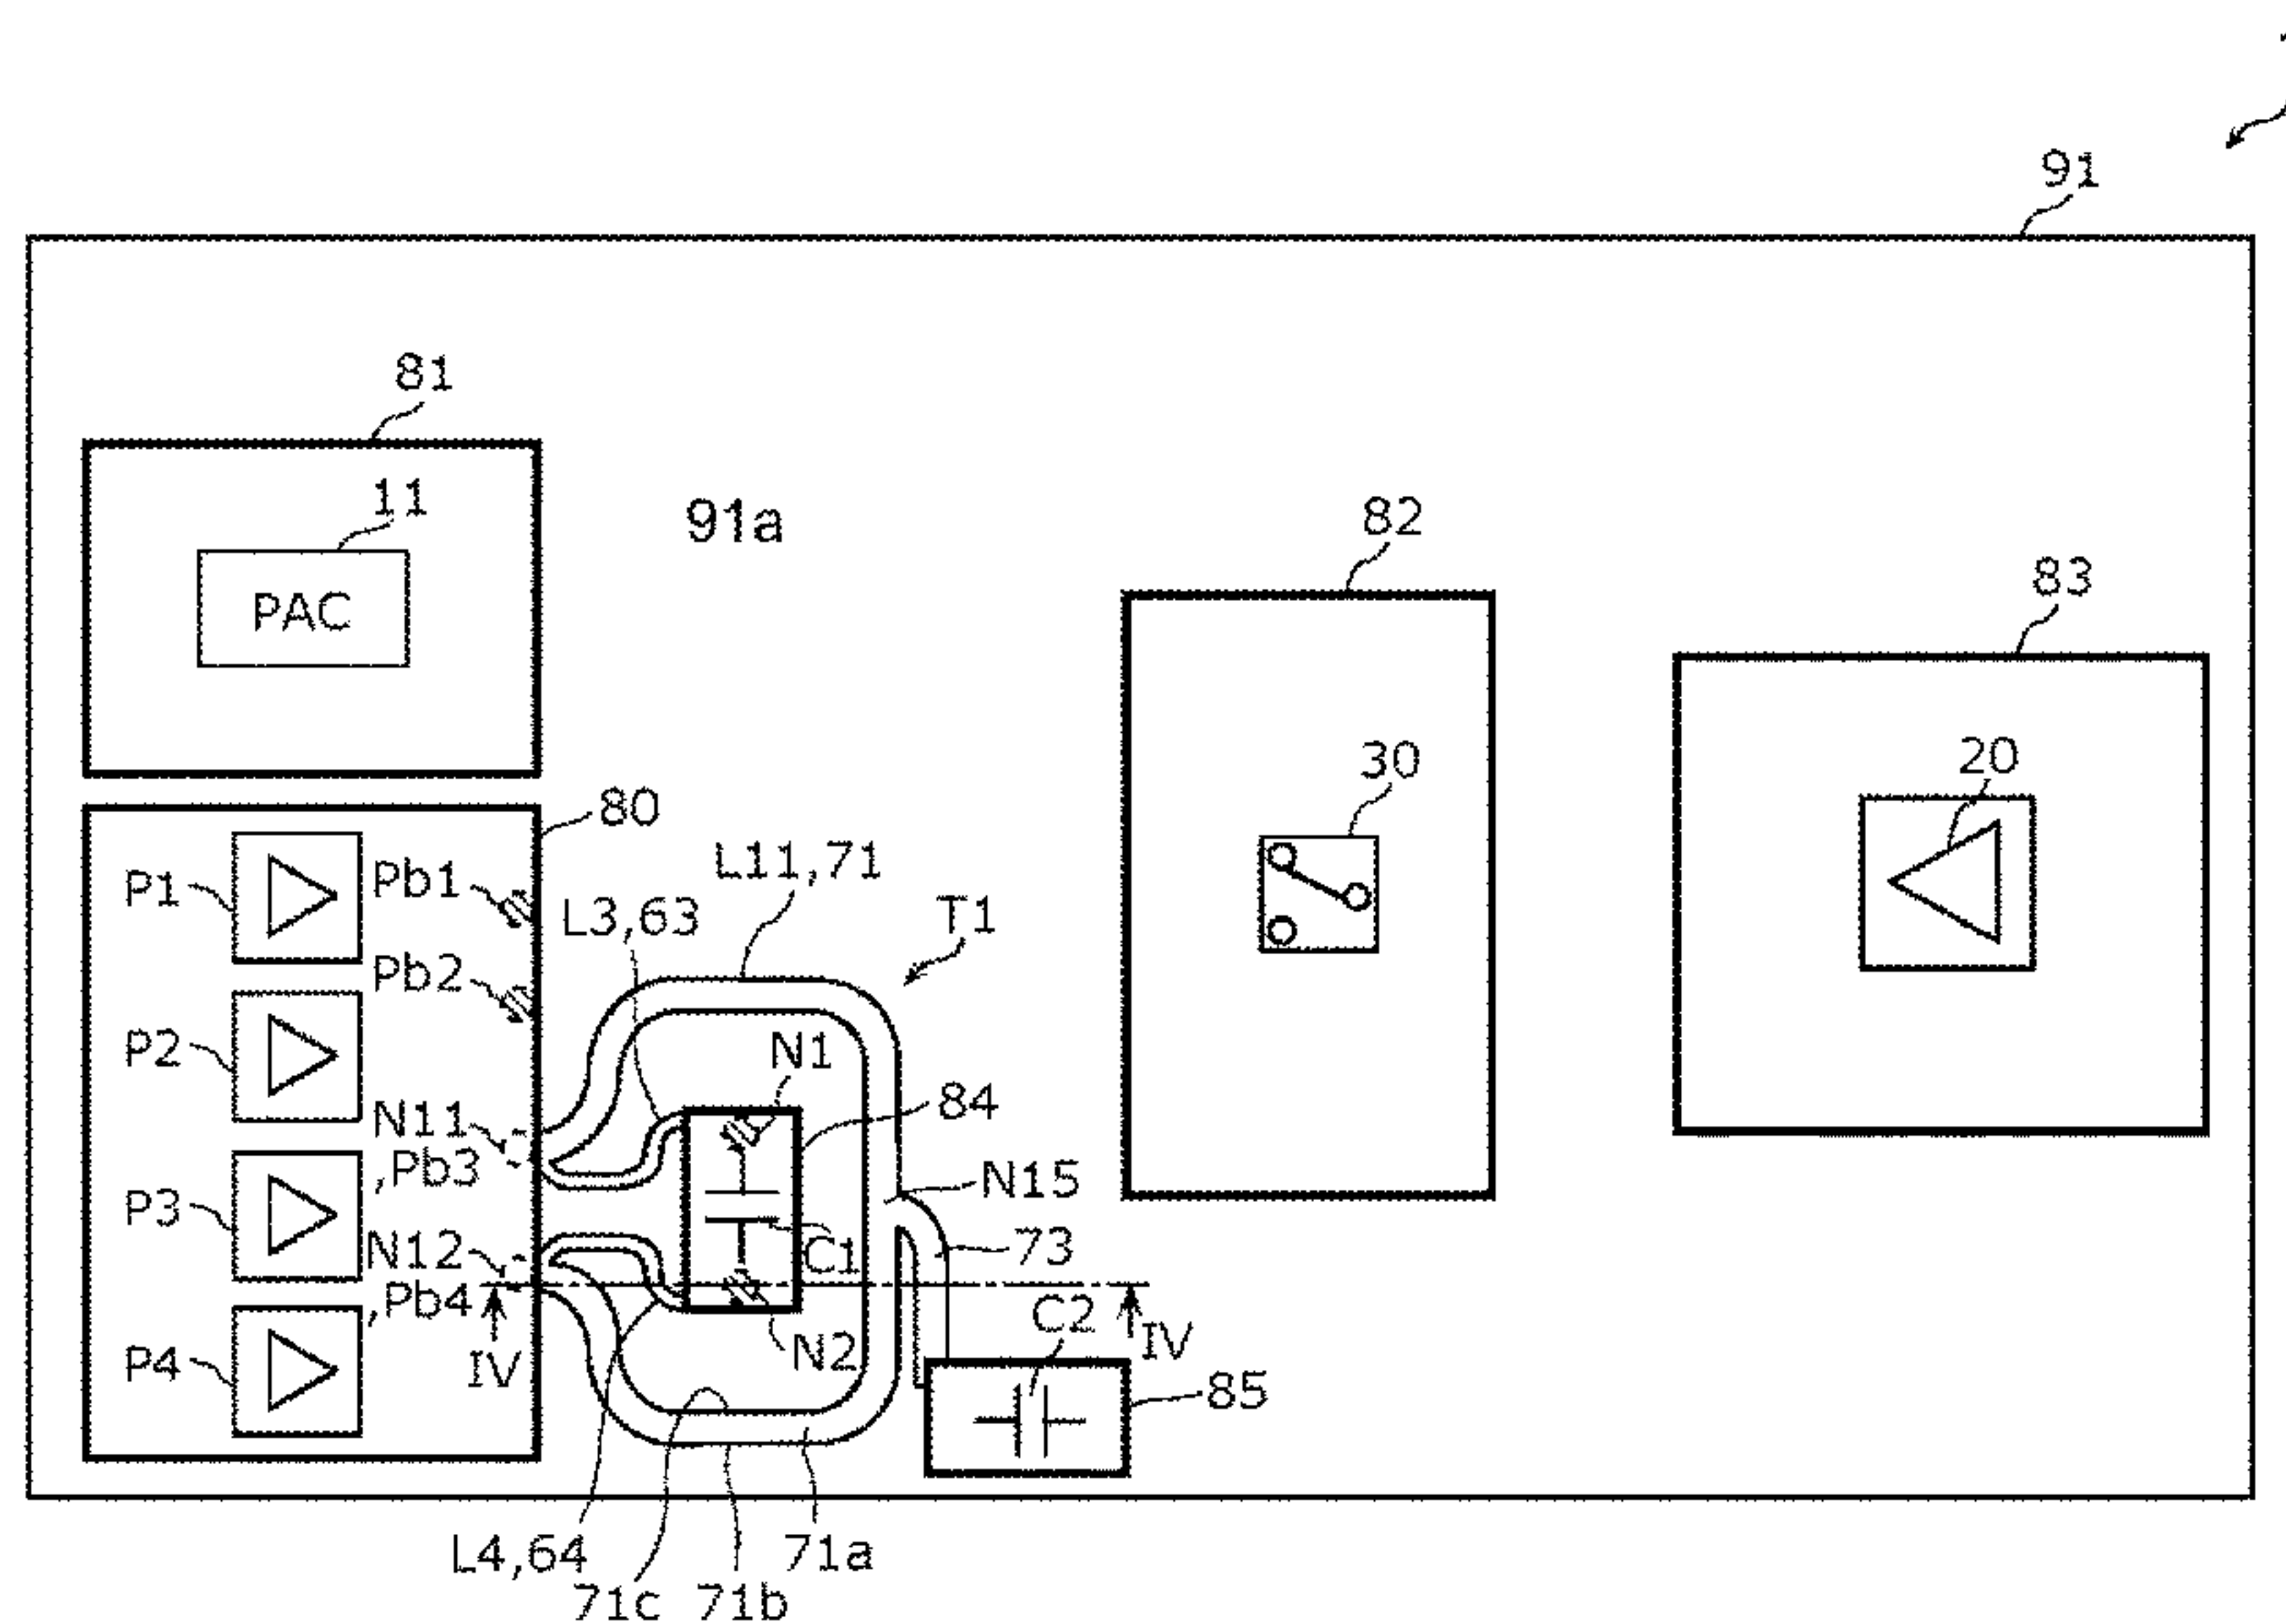 91
81
11
91a
PAC
82
83
30
20
80
P1
Pb1
L11,71
L3,63
T1
Pb2
P2
N1
84
N11
,Pb3
N15
P3
N12
C1
73
,Pb4
C2
IV
IV
N2
P4
85
L4,64
71a
71c
71b